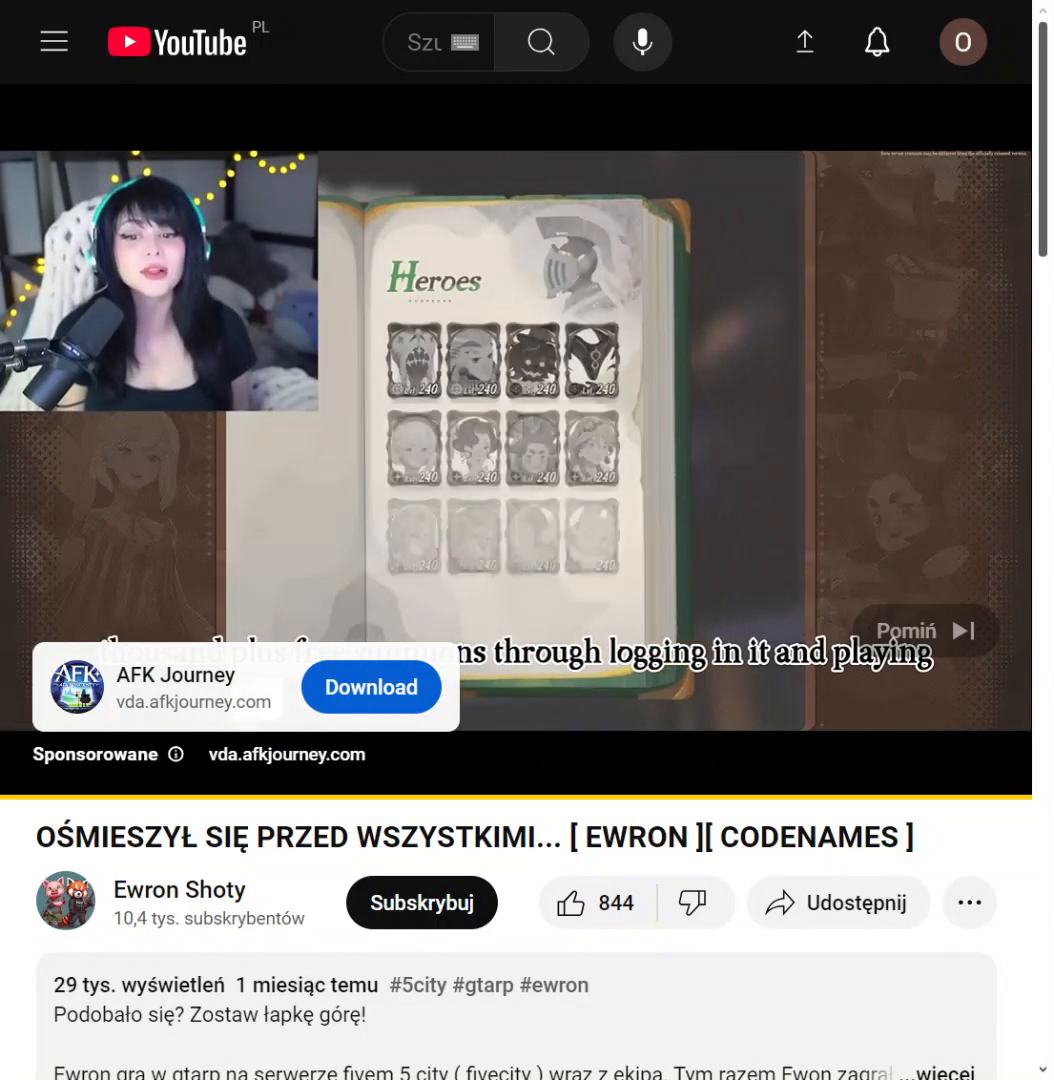 YouTube PL
Szu
O
Heroes
240 240 240 240
240 240 240 240
240 240 240 240
ns through logging in it and playing
Pomiń
AFK
AFK Journey
vda.afkjourney.com
Download
Sponsorowane vda.afkjourney.com
OŚMIESZYŁ SIĘ PRZED WSZYSTKIMI... [ EWRON ][ CODENAMES ]
Ewron Shoty
10,4 tys. subskrybentów
Subskrybuj
844
Udostępnij
29 tys. wyświetleń 1 miesiąc temu #5city #gtarp #ewron
Podobało się? Zostaw łapkę górę!
Ewron gra w gtarp na serwerze fivem 5 city ( fivecity ) wraz z ekipą. Tym razem Ewon zagrał ...więcej